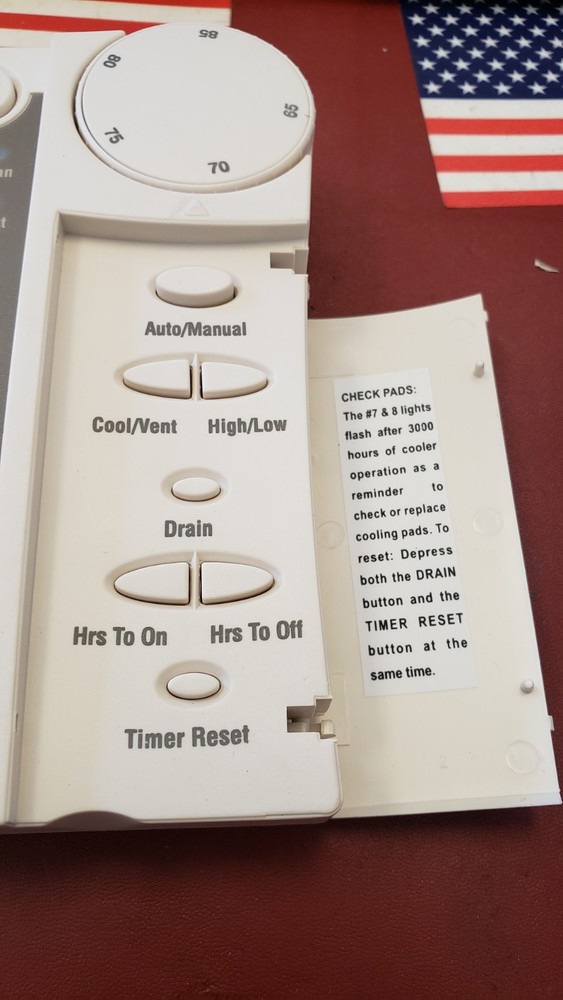 85
80
65
75
70
Auto/Manual
Cool/Vent High/Low
Drain
Hrs To On Hrs To Off
Timer Reset
CHECK PADS:
The #7 & 8 lights
flash after 3000
hours of cooler
operation as a
reminder to
check or replace
cooling pads. To
reset: Depress
both the DRAIN
button and the
TIMER RESET
button at the
same time.